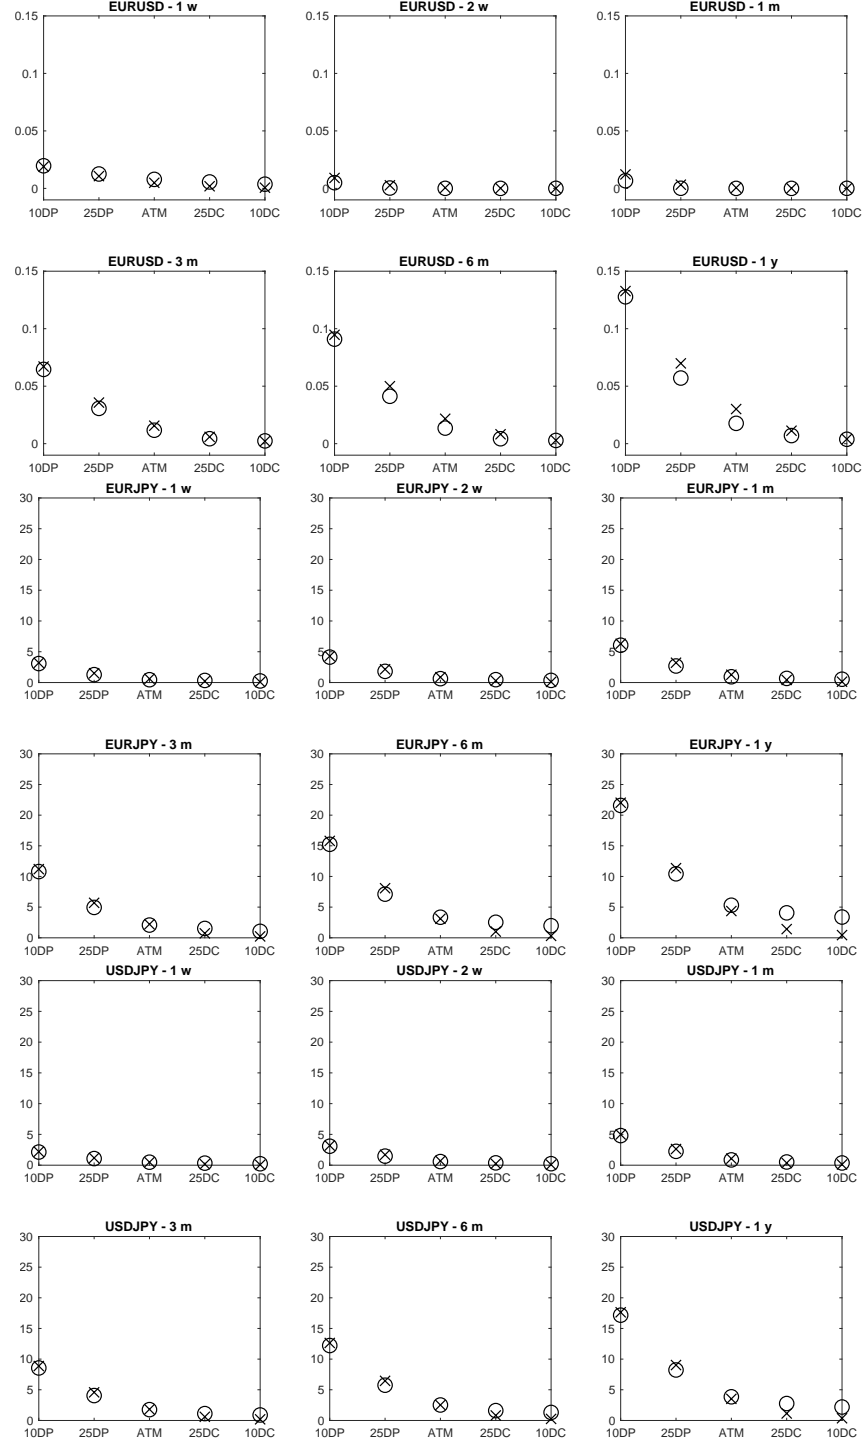 EURUSD - 1 w EURUSD - 2 w EURUSD - 1 m
0.15 0.15 0.15
0.1 0.1 0.1
0.05 0.05 0.05
0 0 0
10DP 25DP ATM 25DC 10DC 10DP 25DP ATM 25DC 10DC 10DP 25DP ATM 25DC 10DC
EURUSD - 3 m EURUSD - 6 m EURUSD - 1 y
0.15 0.15 0.15
0.1 0.1 0.1
0.05 0.05 0.05
0 0 0
10DP 25DP ATM 25DC 10DC 10DP 25DP ATM 25DC 10DC 10DP 25DP ATM 25DC 10DC
EURJPY - 1 w EURJPY - 2 w EURJPY - 1 m
30 30 30
25 25 25
20 20 20
15 15 15
10 10 10
5 5 5
0 0 0
10DP 25DP ATM 25DC 10DC 10DP 25DP ATM 25DC 10DC 10DP 25DP ATM 25DC 10DC
EURJPY - 3 m EURJPY - 6 m EURJPY - 1 y
30 30 30
25 25 25
20 20 20
15 15 15
10 10 10
5 5 5
0 0 0
10DP 25DP ATM 25DC 10DC 10DP 25DP ATM 25DC 10DC 10DP 25DP ATM 25DC 10DC
USDJPY - 1 w USDJPY - 2 w USDJPY - 1 m
30 30 30
25 25 25
20 20 20
15 15 15
10 10 10
5 5 5
0 0 0
10DP 25DP ATM 25DC 10DC 10DP 25DP ATM 25DC 10DC 10DP 25DP ATM 25DC 10DC
USDJPY - 3 m USDJPY - 6 m USDJPY - 1 y
30 30 30
25 25 25
20 20 20
15 15 15
10 10 10
5 5 5
0 0 0
10DP 25DP ATM 25DC 10DC 10DP 25DP ATM 25DC 10DC 10DP 25DP ATM 25DC 10DC